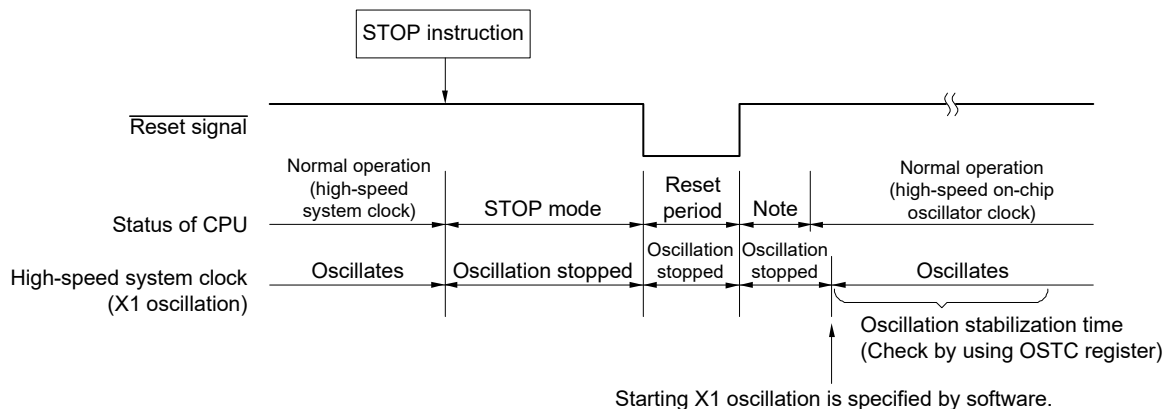 STOP instruction
Reset signal
Status of CPU
Normal operation
(high-speed
system clock)
STOP mode
Reset
period
Note
Normal operation
(high-speed on-chip
oscillator clock)
High-speed system clock
(X1 oscillation)
Oscillates
Oscillation stopped
Oscillation
stopped
Oscillation
stopped
Oscillates
Oscillation stabilization time
(Check by using OSTC register)
Starting X1 oscillation is specified by software.